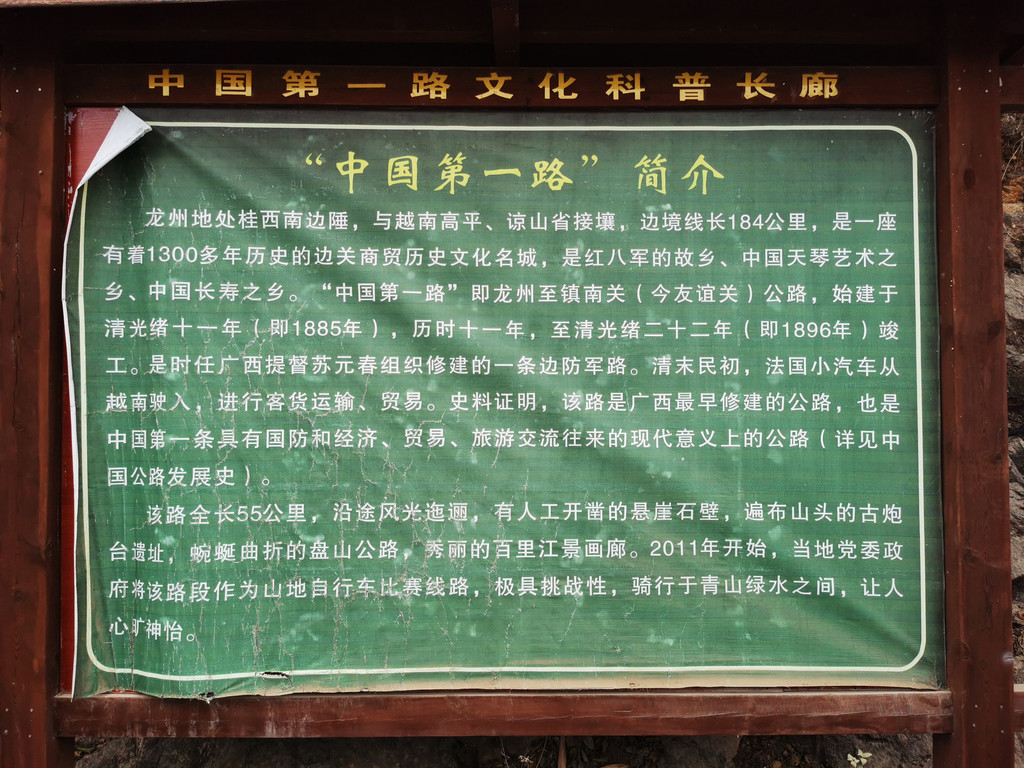 中国第一路文化科普长廊
“中国第一路”简介
龙州地处桂西南边陲，与越南高平、谅山省接壤，边境线长184公里，是一座
有着1300多年历史的边关商贸历史文化名城，是红八军的故乡、中国天琴艺术之
乡、中国长寿之乡。“中国第一路”即龙州至镇南关（今友谊关）公路，始建于
清光绪十一年（即1885年），历时十一年，至清光绪二十二年（即1896年）竣
工。是时任广西提督苏元春组织修建的一条边防军路。清末民初，法国小汽车从
越南驶入，进行客货运输、贸易。史料证明，该路是广西最早修建的公路，也是
中国第一条具有国防和经济、贸易、旅游交流往来的现代意义上的公路（详见中
国公路发展史）。
该路全长55公里，沿途风光迤逦，有人工开凿的悬崖石壁，遍布山头的古炮
台遗址，蜿蜒曲折的盘山公路，秀丽的百里江景画廊。2011年开始，当地党委政
府将该路段作为山地自行车比赛线路，极具挑战性，骑行于青山绿水之间，让人
心旷神怡。